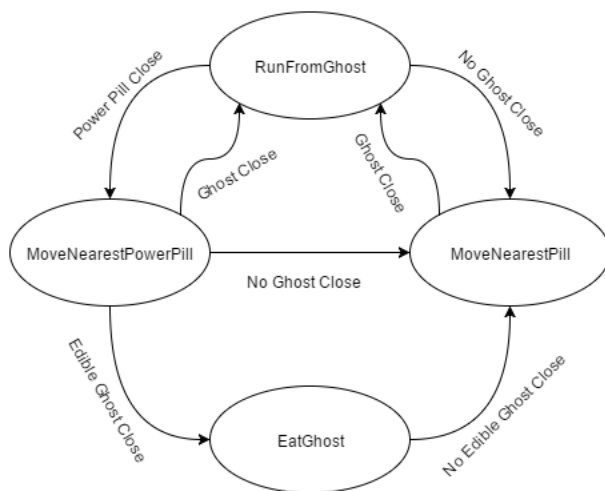 RunFromGhost
Power Pill Close
No Ghost Close
Ghost Close
Ghost Close
MoveNearestPowerPill
MoveNearestPill
No Ghost Close
Edible Ghost Close
No Edible Ghost Close
EatGhost